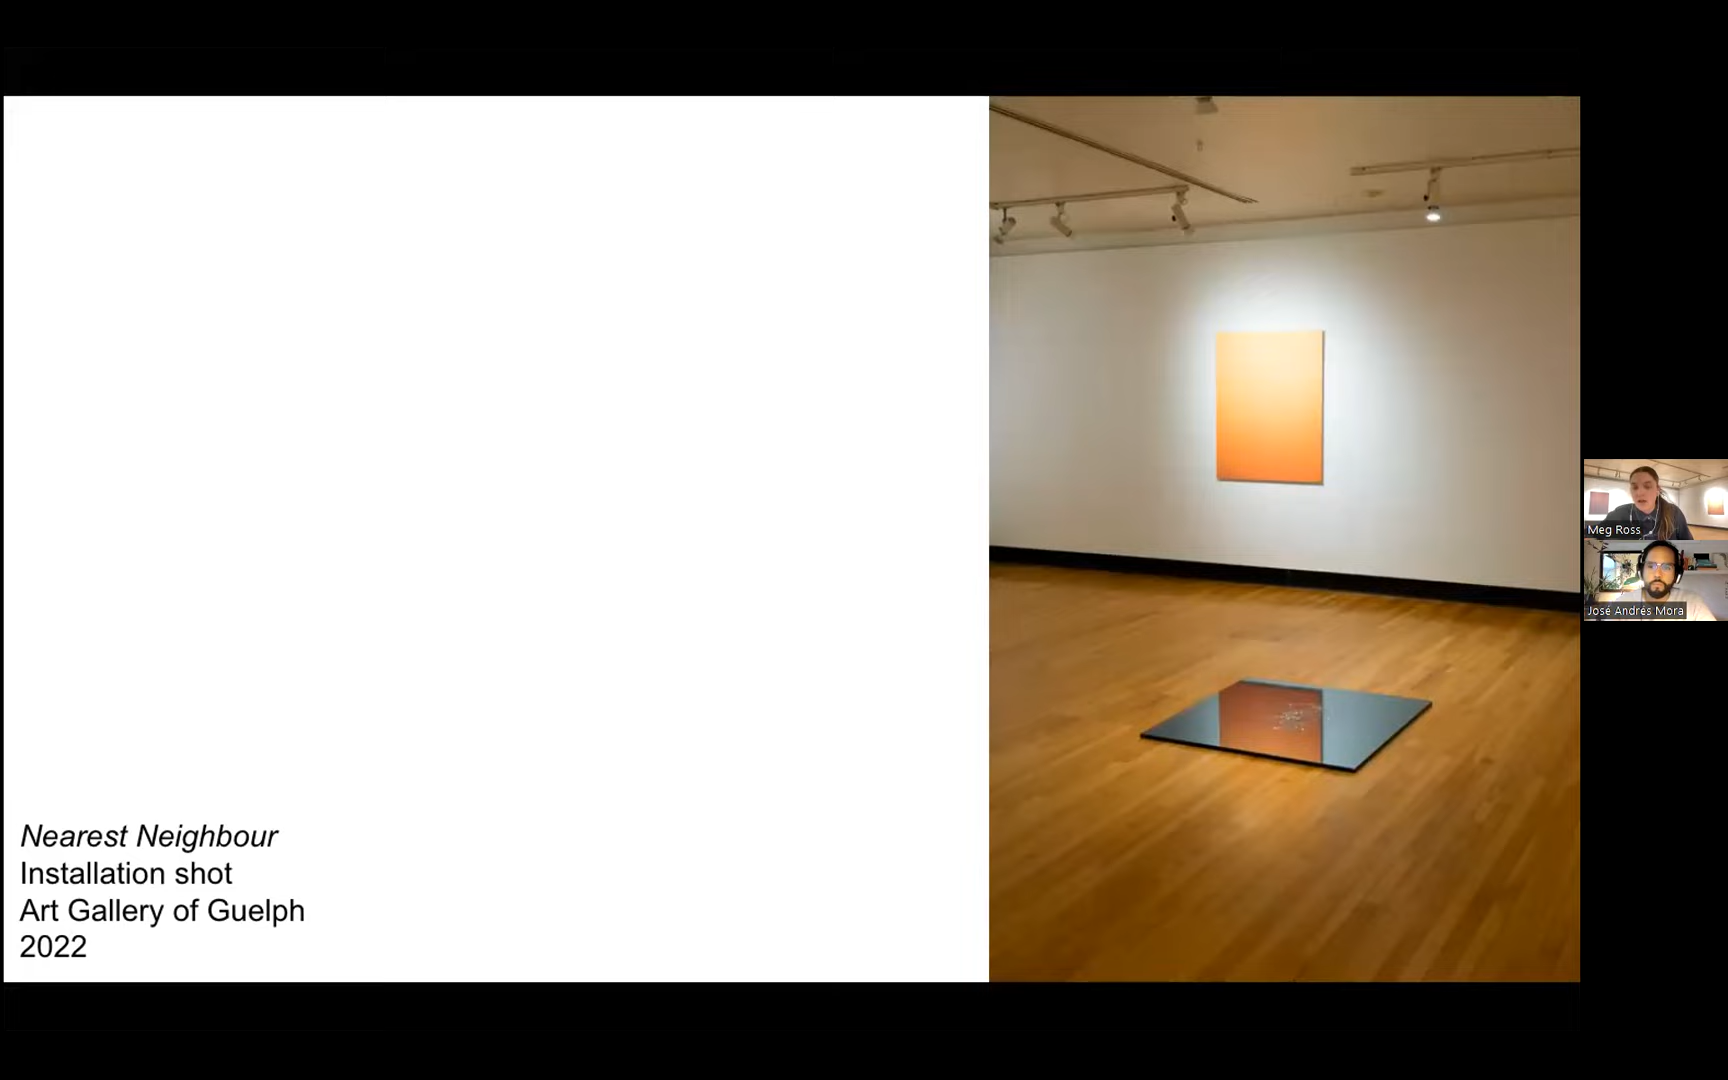 Nearest Neighbour
Installation shot
Art Gallery of Guelph
2022
Meg Ross
José Andrés Mora